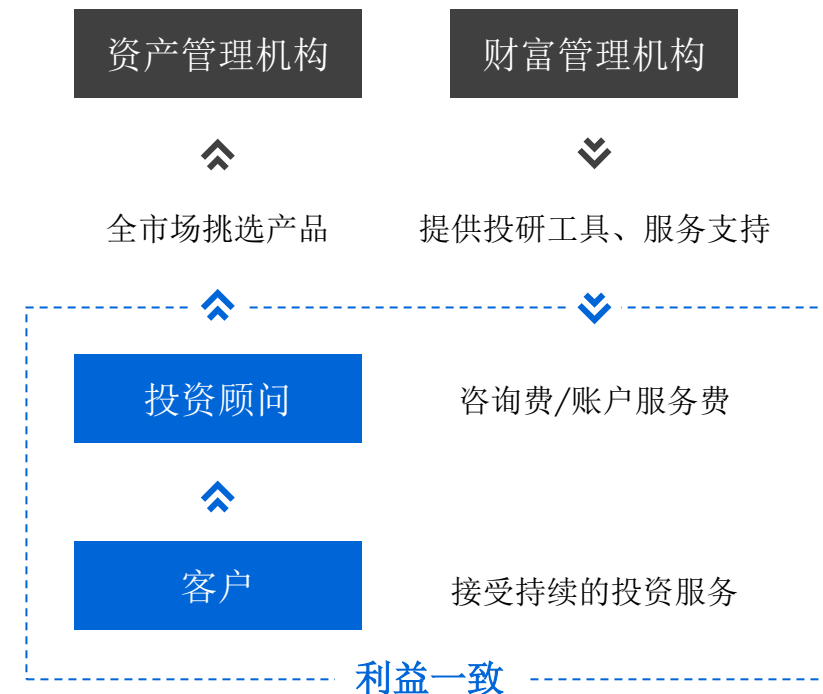 资产管理机构
财富管理机构
全市场挑选产品
提供投研工具、服务支持
投资顾问
咨询费/账户服务费
客户
接受持续的投资服务
利益一致